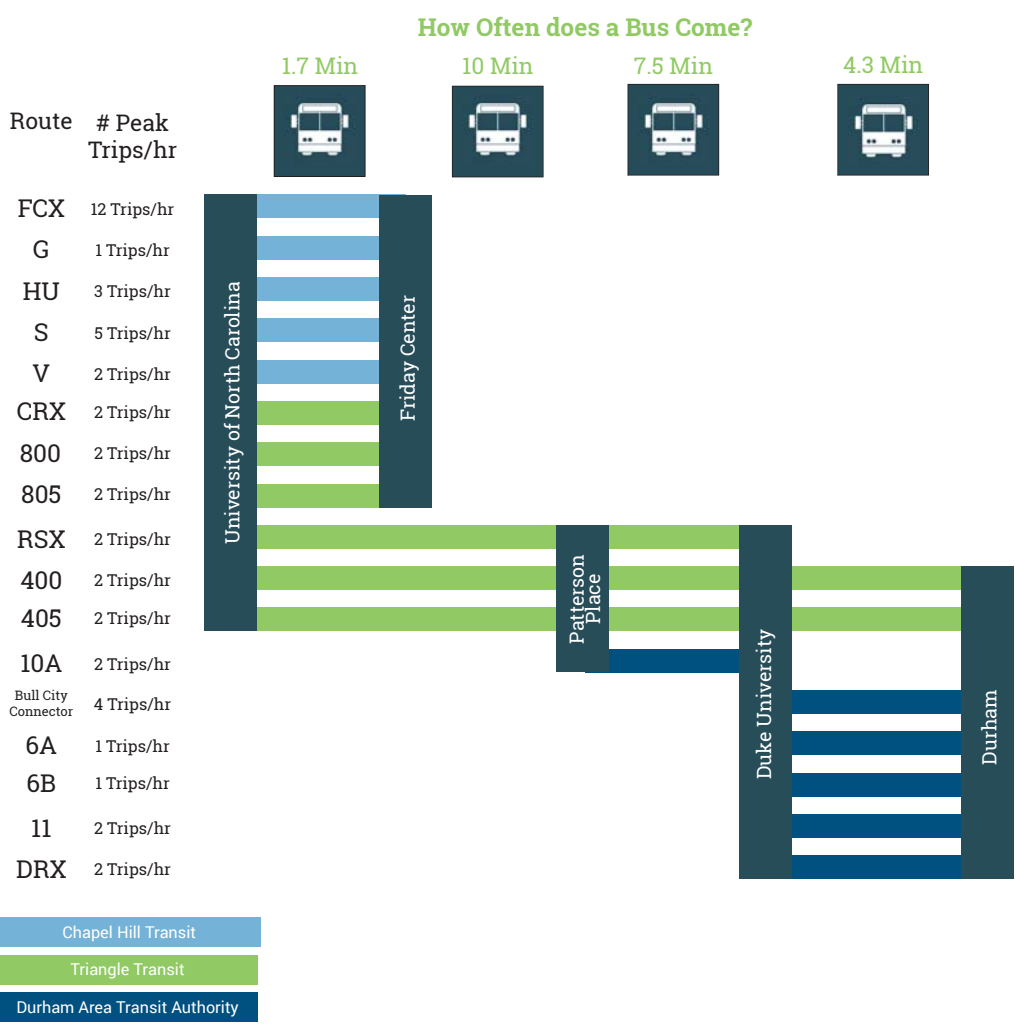 How Often does a Bus Come?
1.7 Min
10 Min
7.5 Min
4.3 Min
Route
# Peak
Trips/hr
FCX
12 Trips/hr
G
1 Trips/hr
HU
3 Trips/hr
S
5 Trips/hr
V
2 Trips/hr
CRX
2 Trips/hr
800
2 Trips/hr
805
2 Trips/hr
RSX
2 Trips/hr
400
2 Trips/hr
405
2 Trips/hr
10A
2 Trips/hr
Bull City
Connector
4 Trips/hr
6A
1 Trips/hr
6B
1 Trips/hr
11
2 Trips/hr
DRX
2 Trips/hr
University of North Carolina
Friday Center
Patterson
Place
Duke University
Durham
Chapel Hill Transit
Triangle Transit
Durham Area Transit Authority